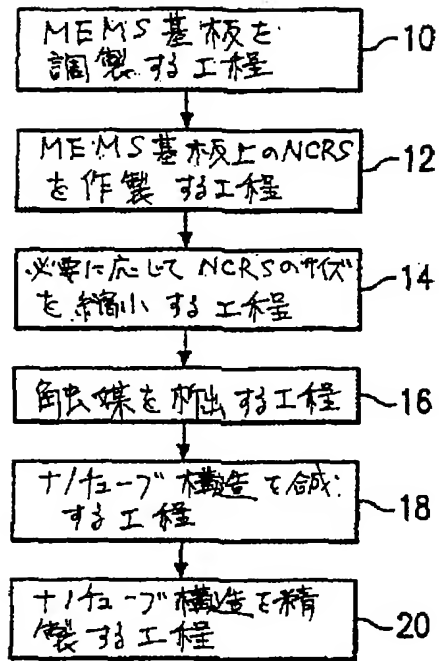 MEMS基板を
調製する工程
10
MEMS基板上のNCRS
を作製する工程
12
必要に応じてNCRSのサイズ
を縮小する工程
14
触媒を析出する工程
16
ナノチューブ構造を合成
する工程
18
ナノチューブ構造を精
製する工程
20